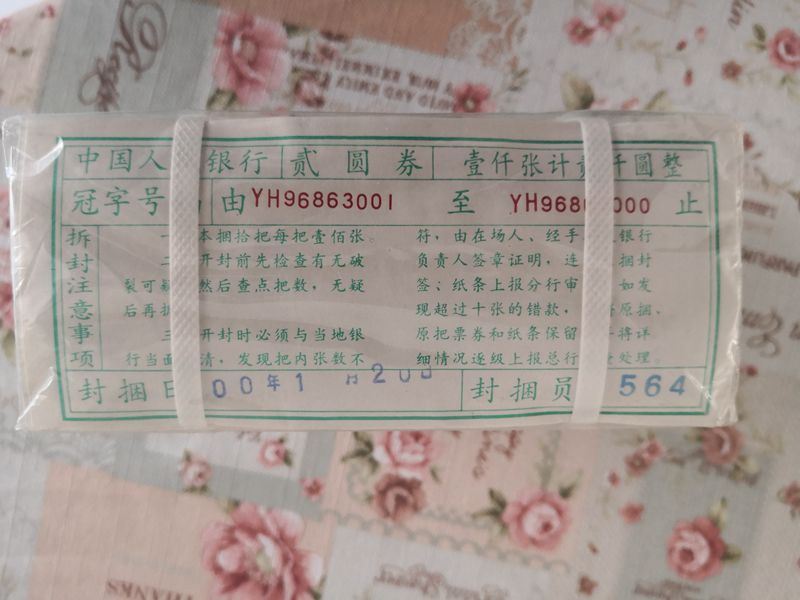 中国人 银行 贰圆券 壹仟张计贰仟圆整
冠字号 由 YH96863001 至 YH968 000 止
拆封注意事项
一 本捆拾把每把壹佰张。
二 开封前先检查有无破
裂可疑 然后查点把数，无疑
后再拆
三 开封时必须与当地银
行当面 清，发现把内张数不
符，由在场人、经手 银行
负责人签章证明，连 捆封
签、纸条上报分行审 如发
现超过十张的错款， 原捆、
原把票券和纸条保留 将详
细情况逐级上报总行 处理。
封捆日 00年1月20日 封捆员 564